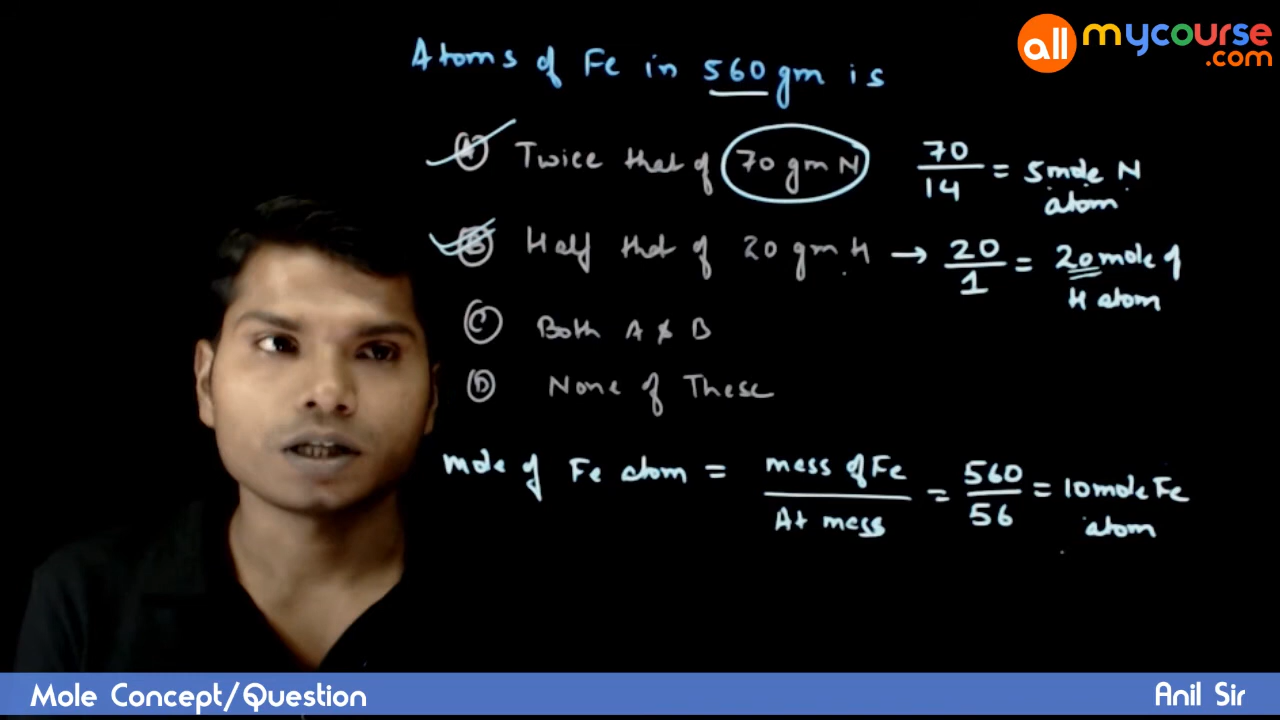 all mycourse .com
Atoms of Fe in 560 gm is
(A) Twice that of 70 gm N 70/14 = 5 mole N atom
(B) Half that of 20 gm H → 20/1 = 20 mole of H atom
(C) Both A & B
(D) None of These
mole of Fe atom = mass of Fe / At mass = 560/56 = 10 mole Fe atom
Mole Concept/Question
Anil Sir